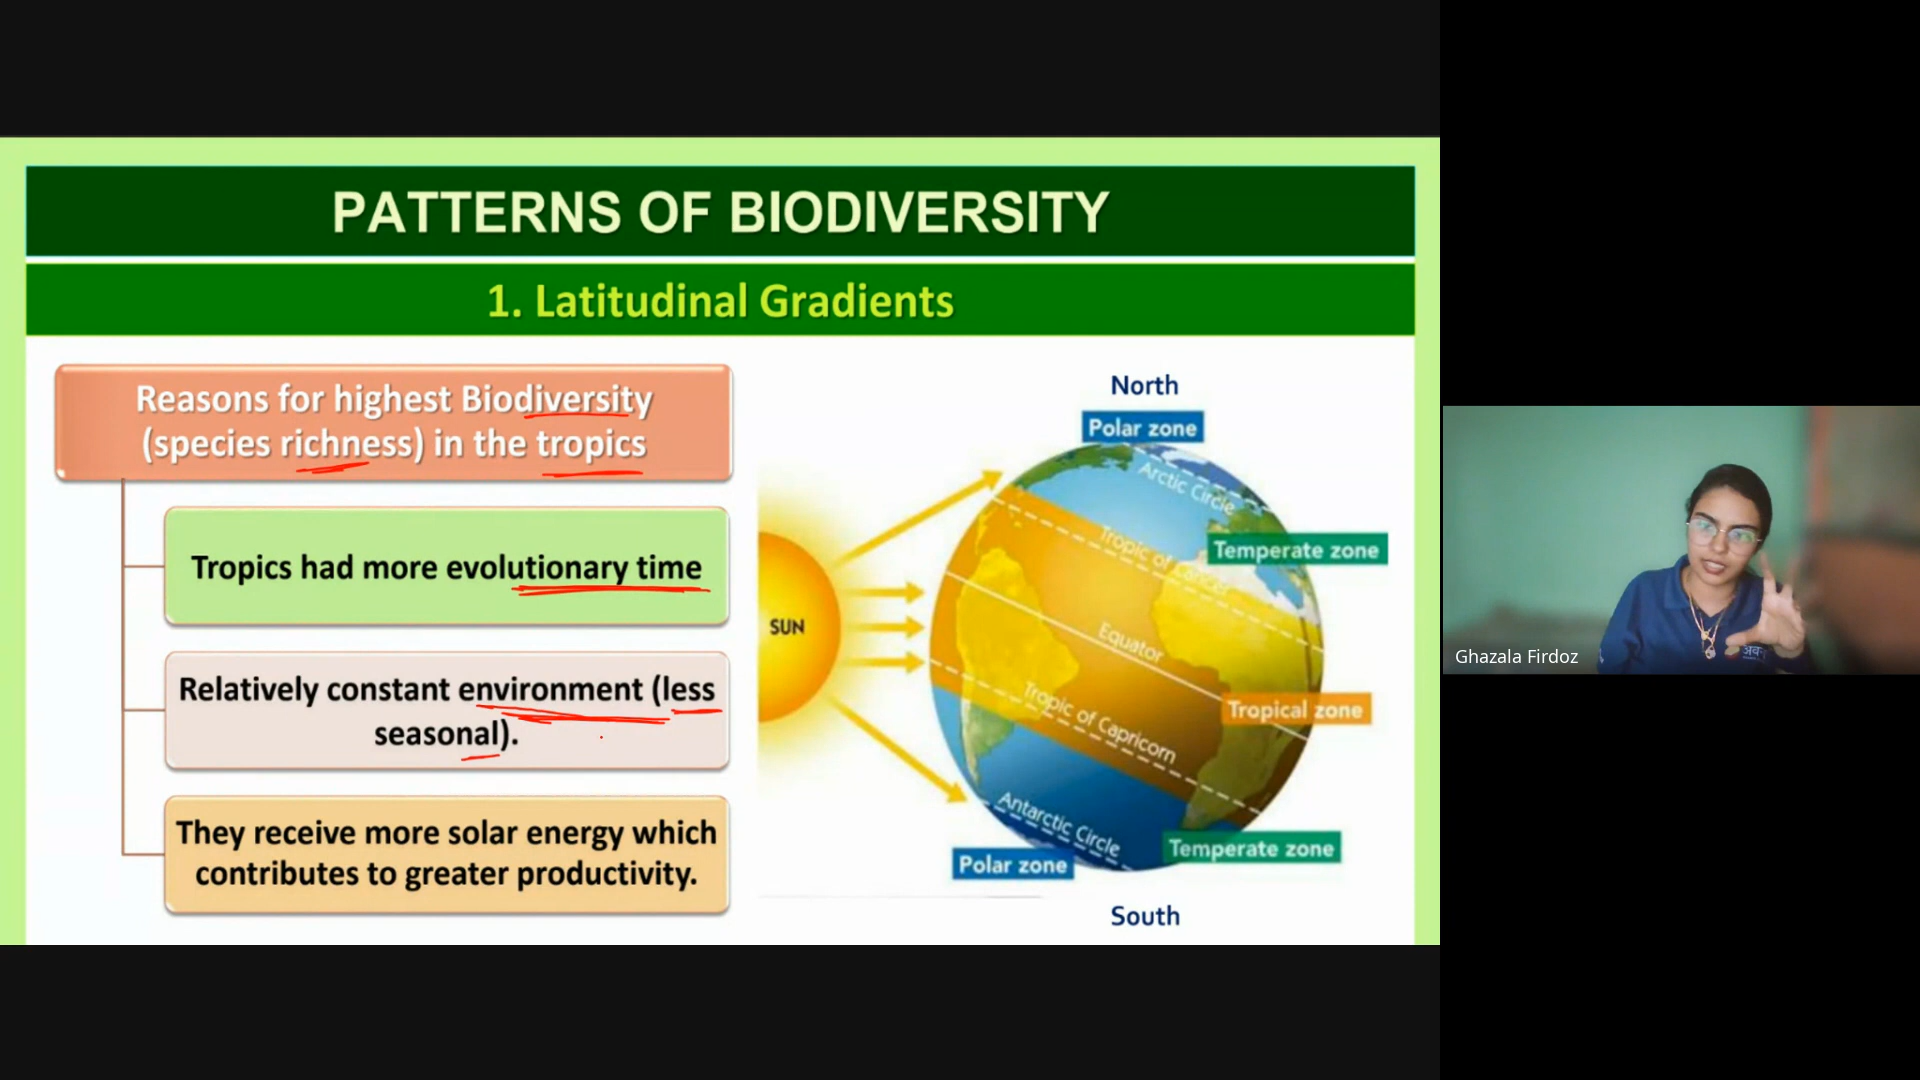 PATTERNS OF BIODIVERSITY
1. Latitudinal Gradients
Reasons for highest Biodiversity
(species richness) in the tropics
Tropics had more evolutionary time
Relatively constant environment (less
seasonal).
They receive more solar energy which
contributes to greater productivity.
North
Polar zone
Arctic Circle
Temperate zone
Tropic of Cancer
SUN
Equator
Tropical zone
Tropic of Capricorn
Antarctic Circle
Temperate zone
Polar zone
South
Ghazala Firdoz